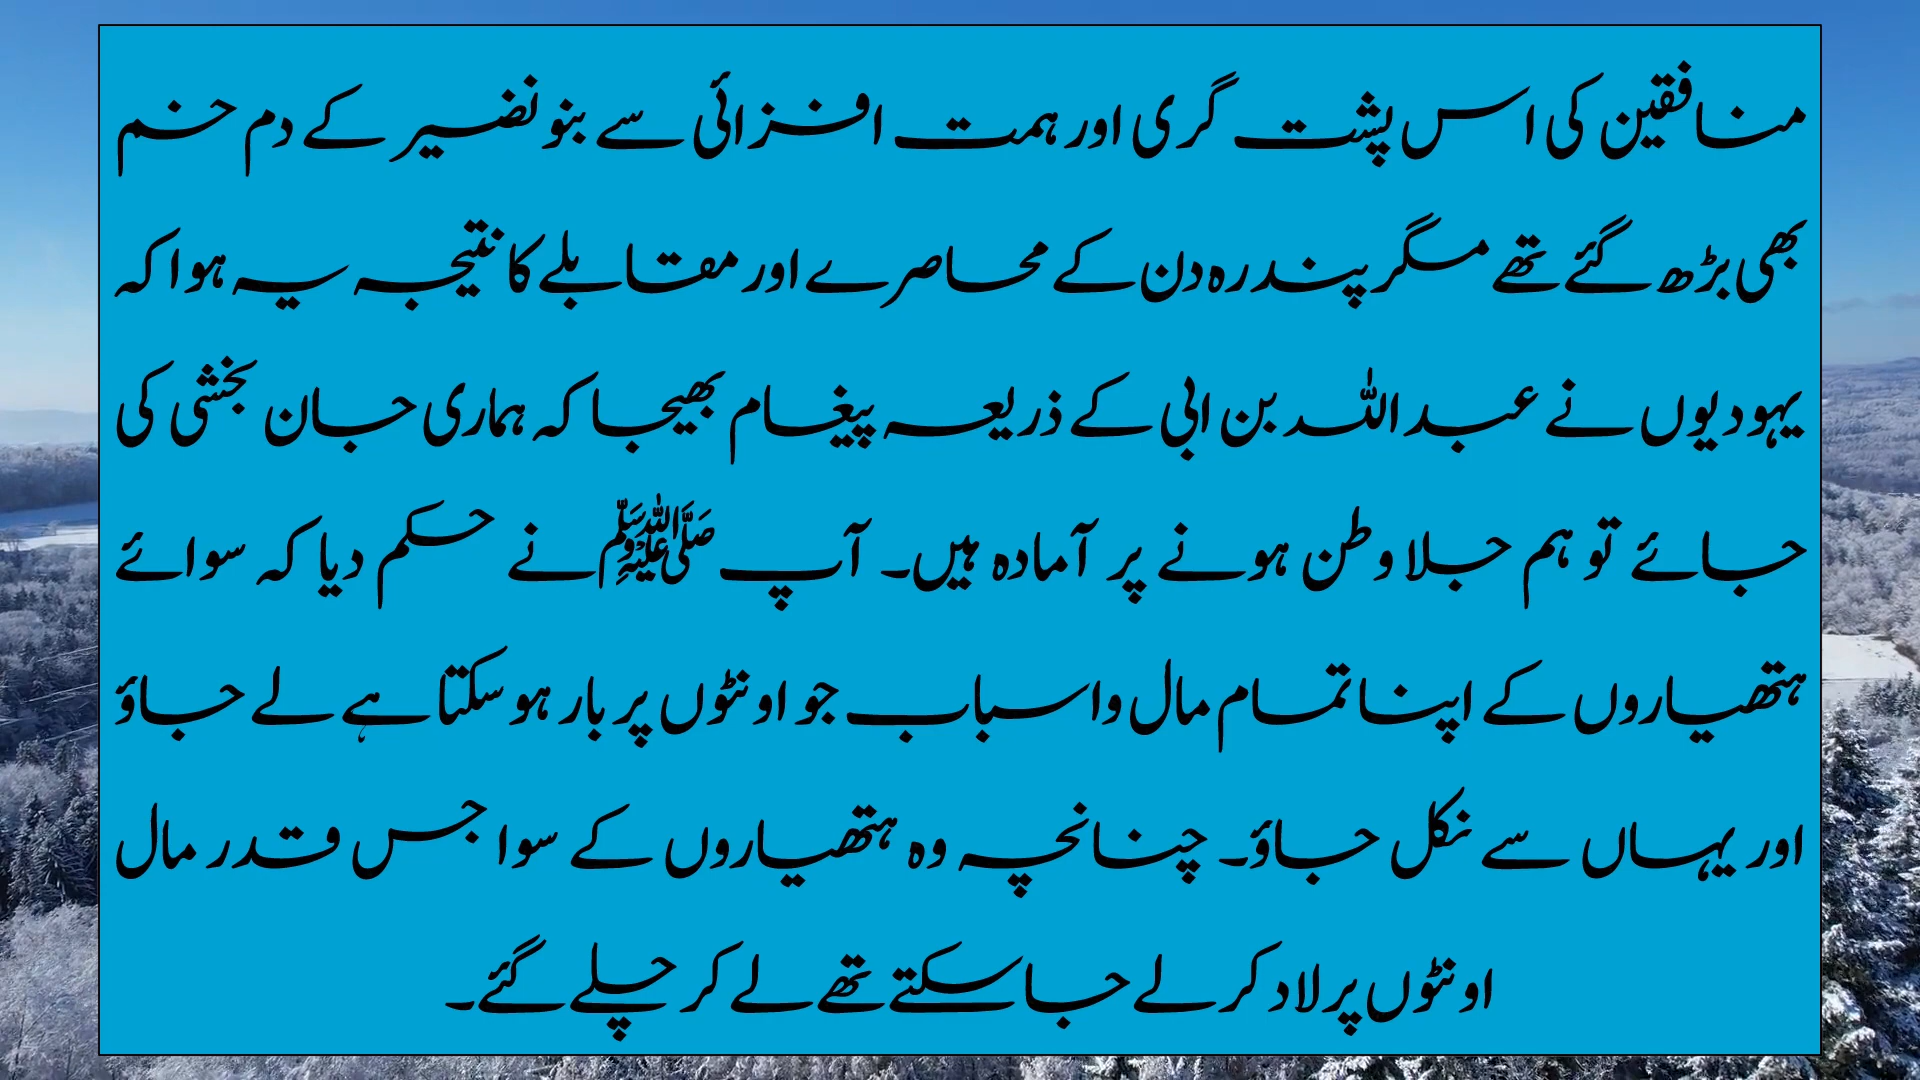 منافقین کی اس پشت گری اور ہمت افزائی سے بنو نضیر کے دم خم
بھی بڑھ گئے تھے مگر پندرہ دن کے محاصرے اور مقابلے کا نتیجہ یہ ہوا کہ
یہودیوں نے عبداللہ بن ابی کے ذریعہ پیغام بھیجا کہ ہماری جان بخشی کی
جائے تو ہم جلا وطن ہونے پر آمادہ ہیں۔ آپ ﷺ نے حکم دیا کہ سوائے
ہتھیاروں کے اپنا تمام مال واسباب جو اونٹوں پر بار ہو سکتا ہے لے جاؤ
اور یہاں سے نکل جاؤ۔ چنانچہ وہ ہتھیاروں کے سوا جس قدر مال
اونٹوں پر لاد کر لے جا سکتے تھے لے کر چلے گئے۔